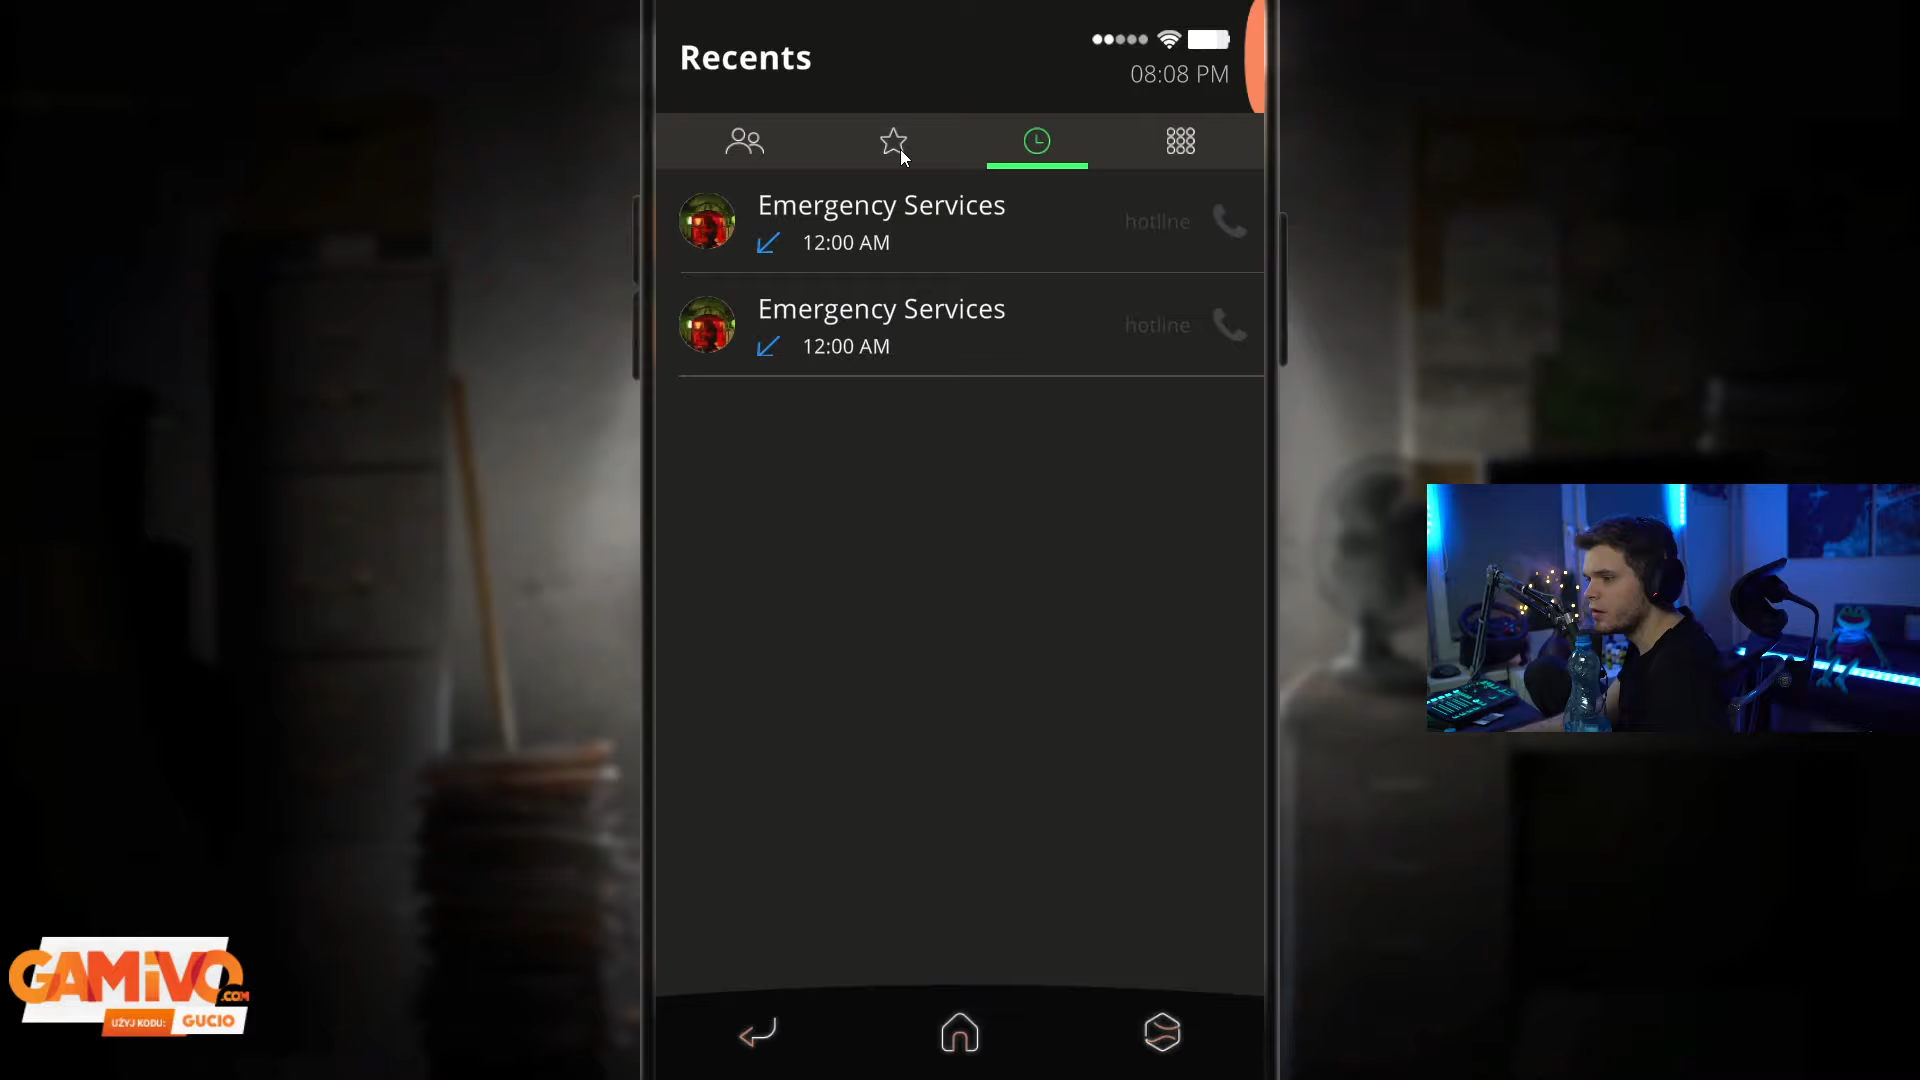 Recents
08:08 PM
Emergency Services
12:00 AM
hotline
Emergency Services
12:00 AM
hotline
GAMIVO
.COM
UŻYJ KODU: GUCIO